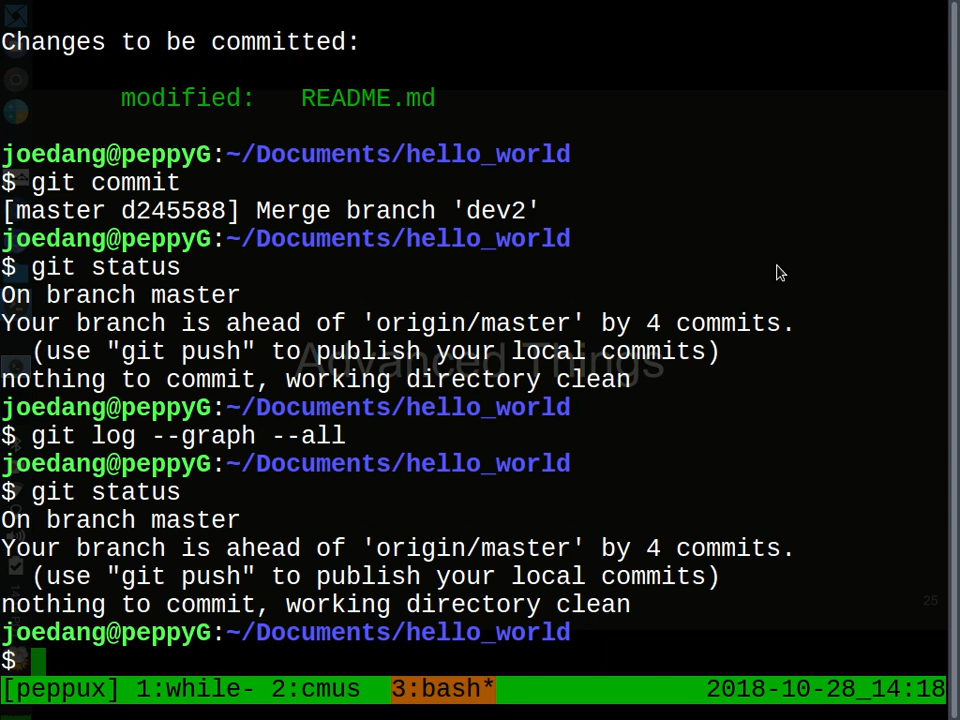 Changes to be committed:
modified:   README.md
joedang@peppyG:~/Documents/hello_world
$ git commit
[master d245588] Merge branch 'dev2'
joedang@peppyG:~/Documents/hello_world
$ git status
On branch master
Your branch is ahead of 'origin/master' by 4 commits.
  (use "git push" to publish your local commits)
Advanced Things
nothing to commit, working directory clean
joedang@peppyG:~/Documents/hello_world
$ git log --graph --all
joedang@peppyG:~/Documents/hello_world
$ git status
On branch master
Your branch is ahead of 'origin/master' by 4 commits.
  (use "git push" to publish your local commits)
nothing to commit, working directory clean
25
joedang@peppyG:~/Documents/hello_world
$
[peppux] 1:while- 2:cmus  3:bash* 2018-10-28_14:18